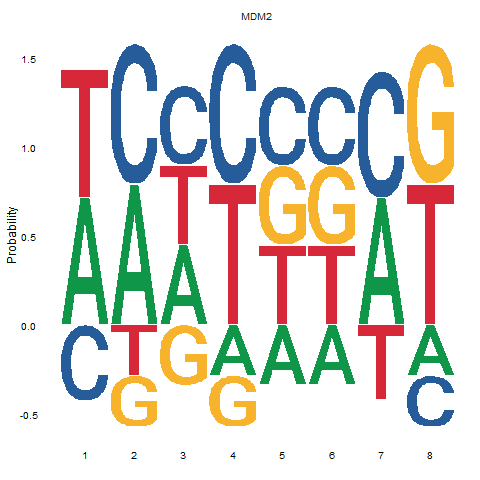 MDM2
1.5
1.0
0.5
0.0
-0.5
Probability
T C C C C C C G
A A T T G G A T
A T T
C T G A A A T A
G G C
1 2 3 4 5 6 7 8